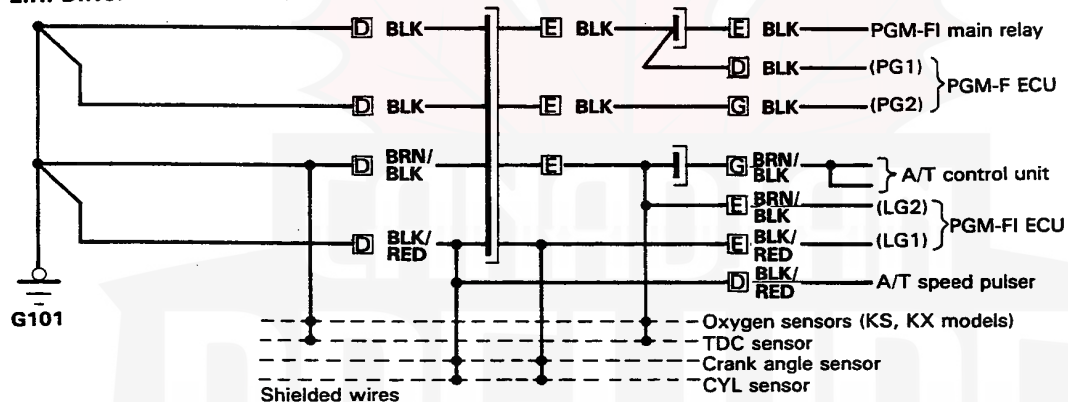 D BLK E BLK E BLK PGM-FI main relay
D BLK (PG1)
PGM-F ECU
D BLK E BLK G BLK (PG2)
D BRN/BLK E G BRN/BLK A/T control unit
E BRN/BLK (LG2)
PGM-FI ECU
D BLK/RED E BLK/RED (LG1)
D BLK/RED A/T speed pulser
G101
Oxygen sensors (KS, KX models)
TDC sensor
Crank angle sensor
CYL sensor
Shielded wires